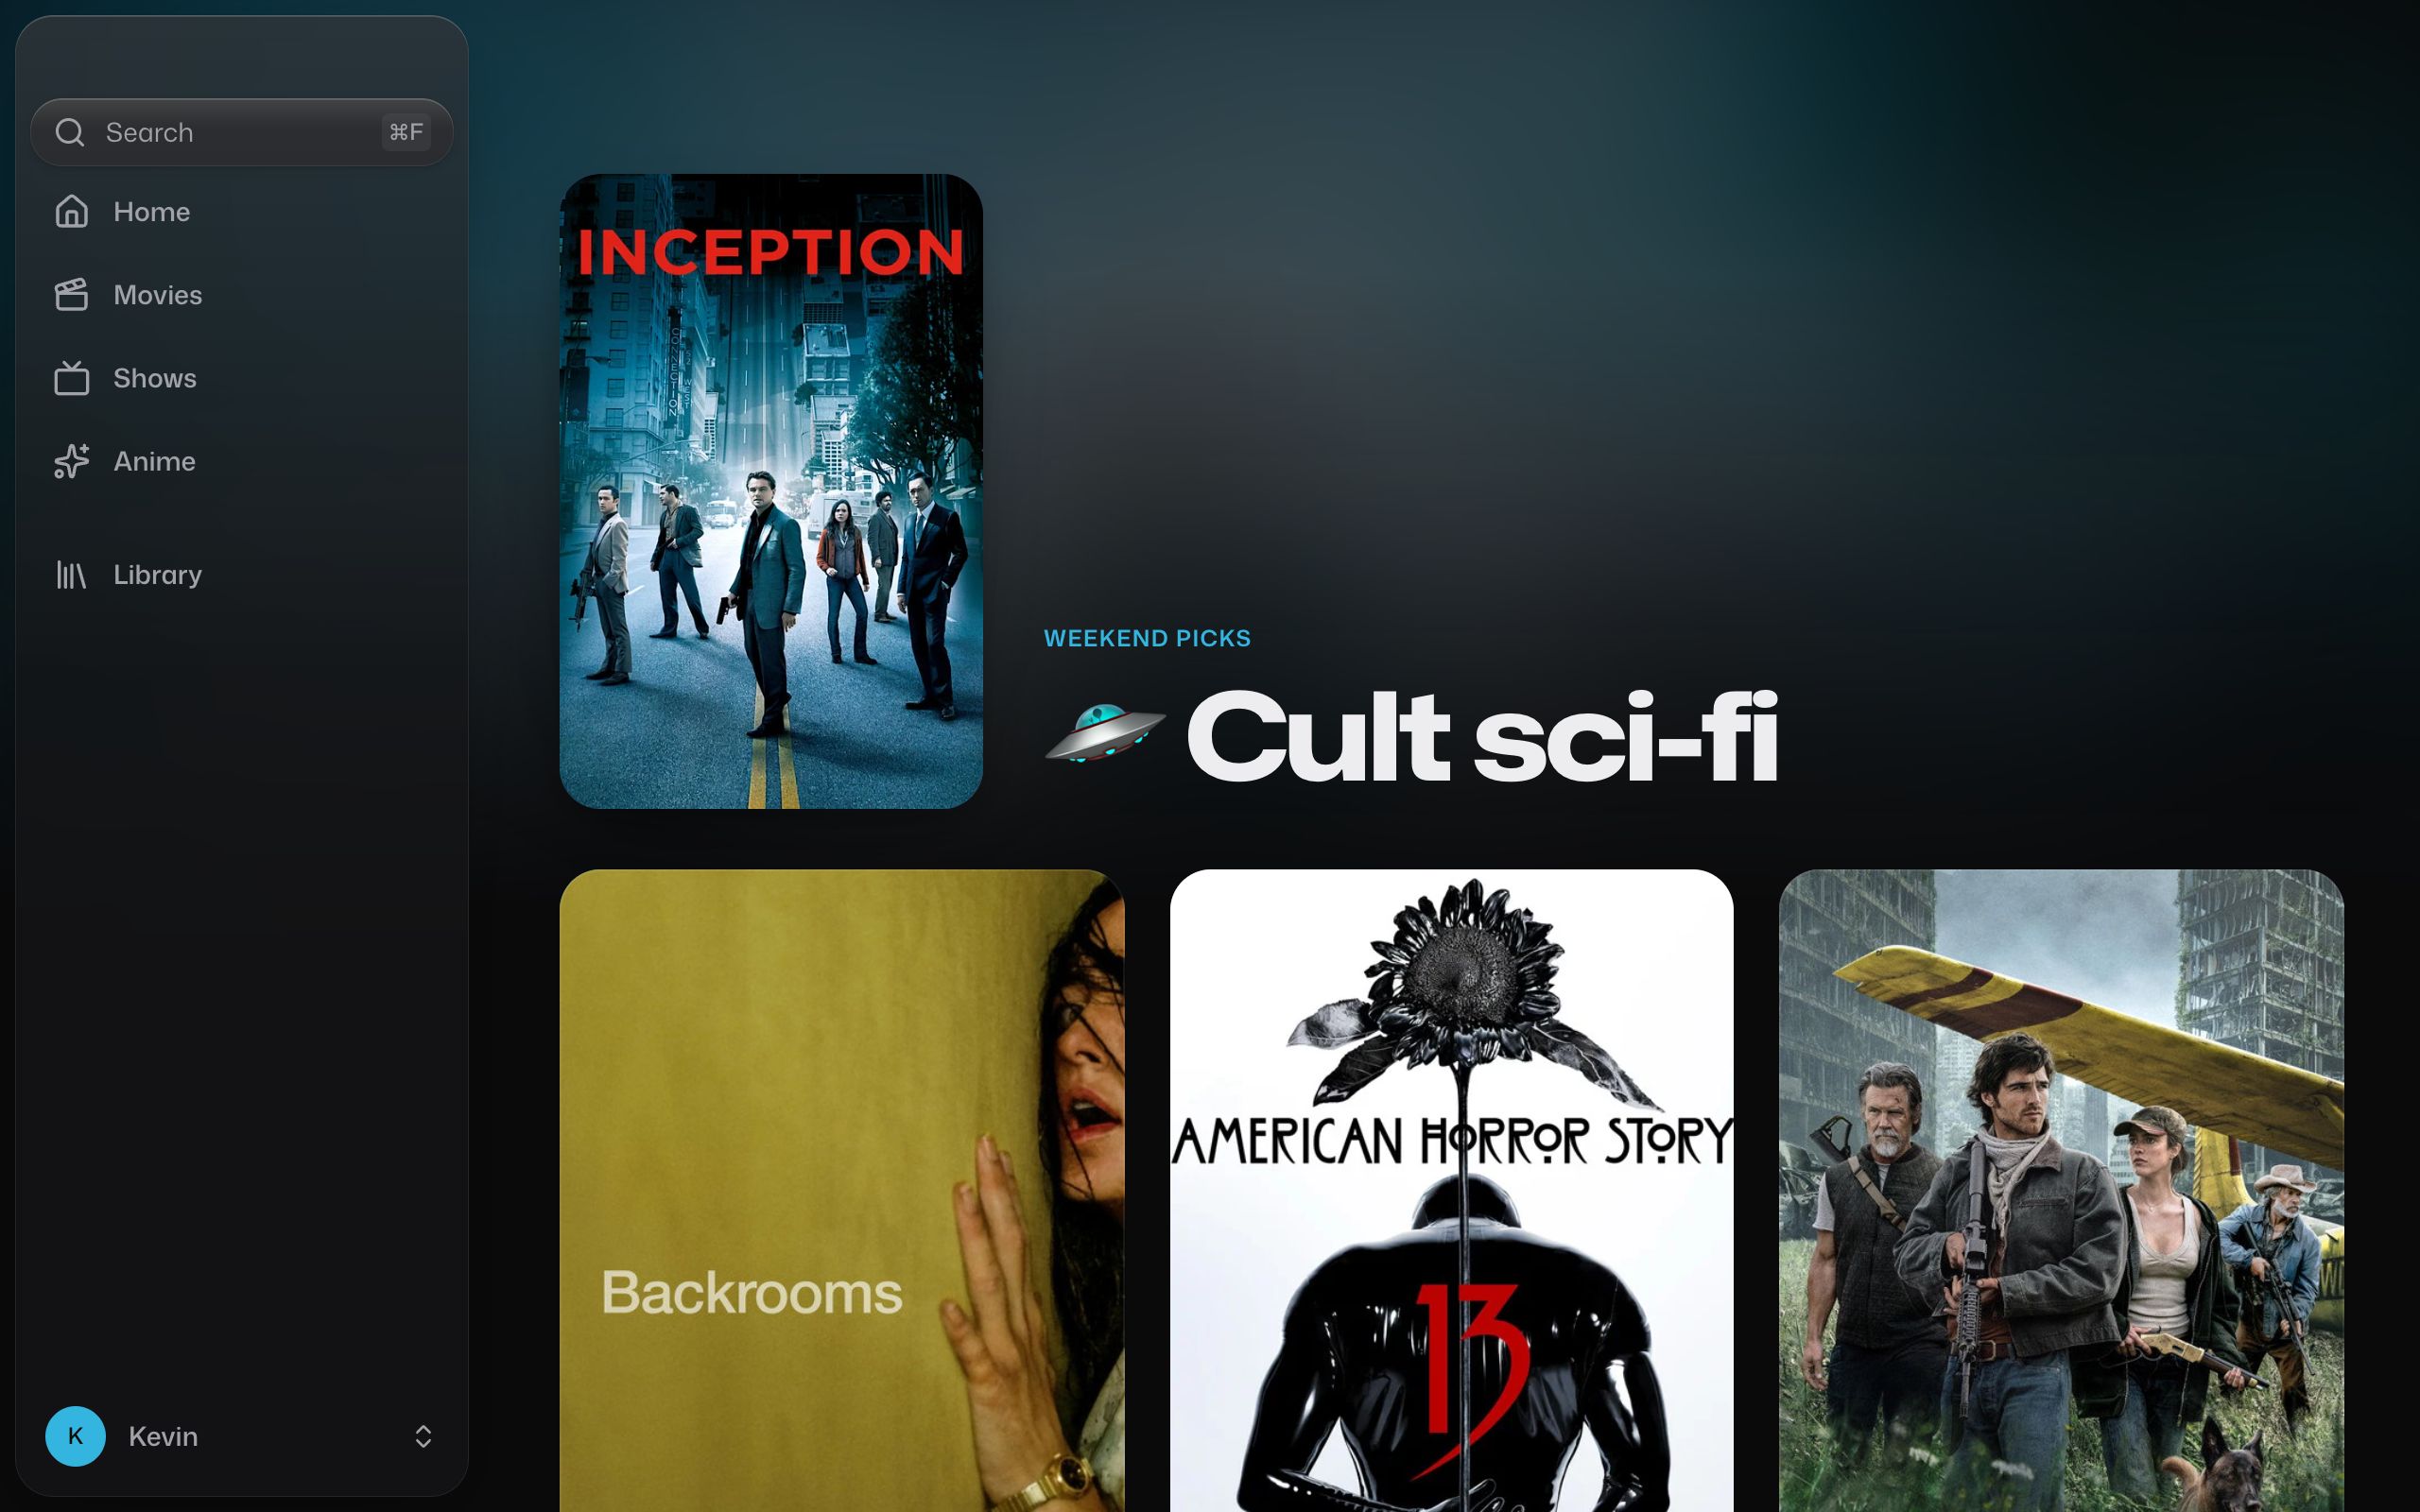 Search
⌘F
Home
Movies
Shows
Anime
Library
Kevin
K
INCEPTION
WEEKEND PICKS
🛸 Cult sci-fi
Backrooms
AMERICAN HORROR STORY
13